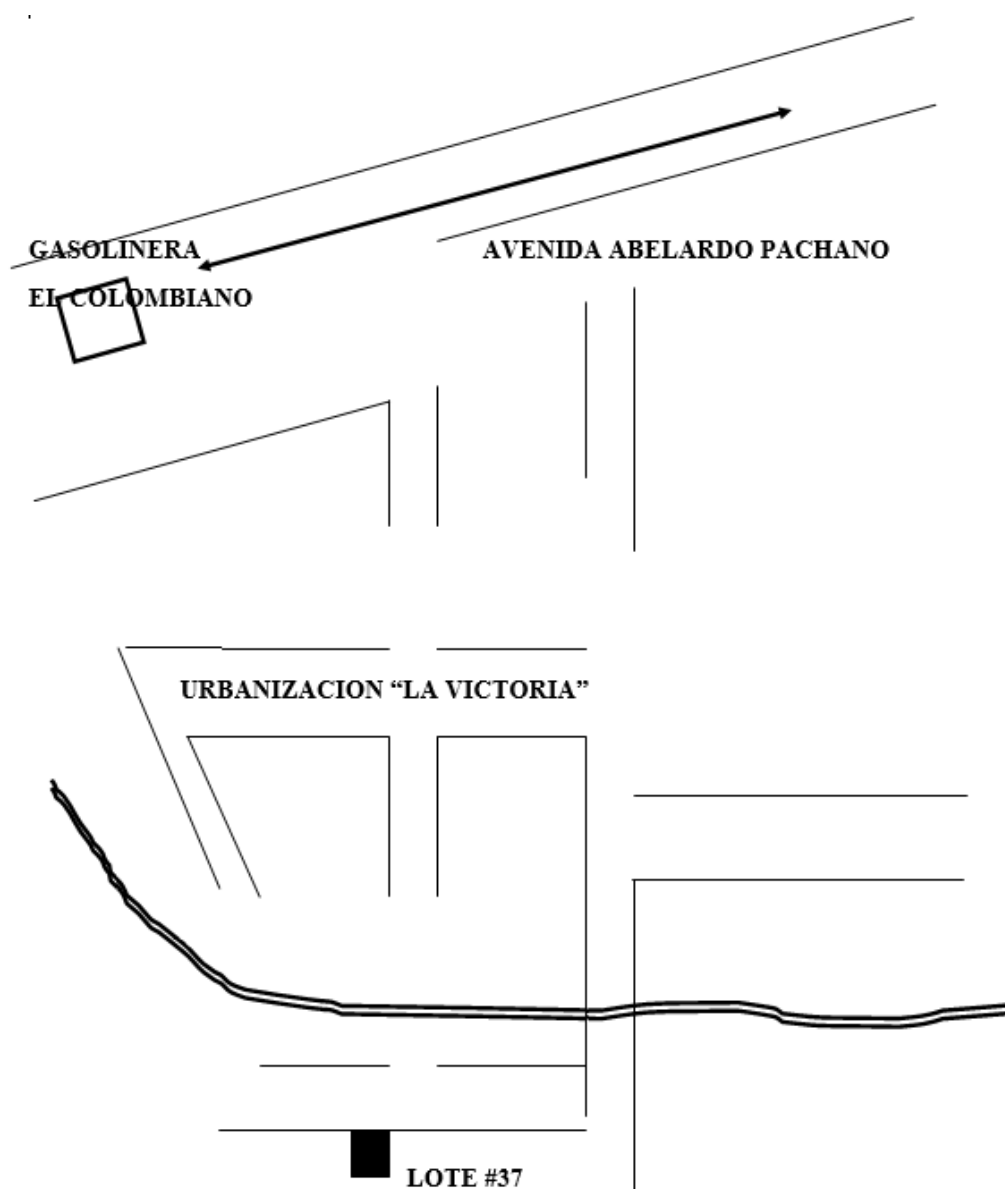 GASOLINERA
EL COLOMBIANO
AVENIDA ABELARDO PACHANO
URBANIZACION “LA VICTORIA”
LOTE #37